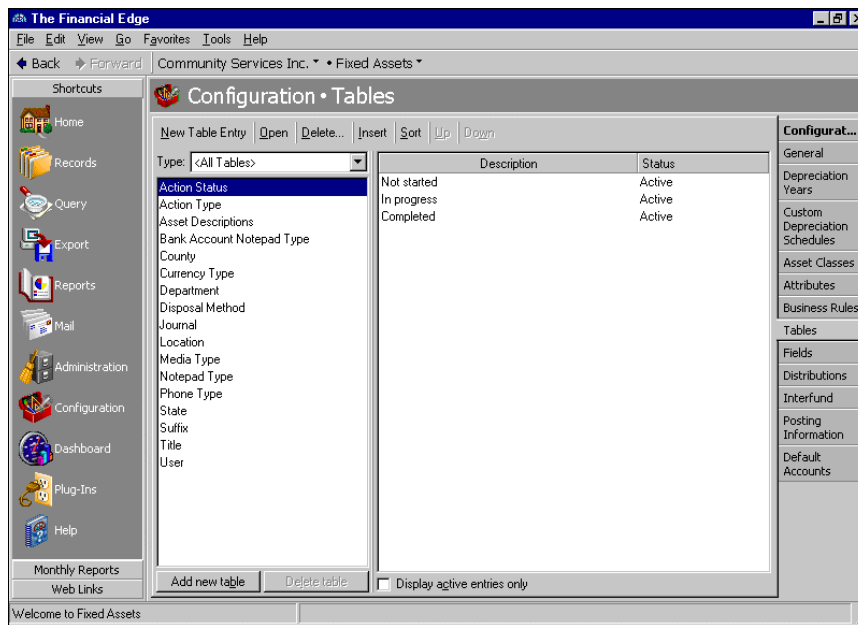 The Financial Edge
File Edit View Go Favorites Tools Help
Back Forward Community Services Inc. • Fixed Assets
Shortcuts
Home
Records
Query
Export
Reports
Mail
Administration
Configuration
Dashboard
Plug-Ins
Help
Monthly Reports
Web Links
Configuration • Tables
New Table Entry Open Delete... Insert Sort Up Down
Type: <All Tables>
Action Status
Action Type
Asset Descriptions
Bank Account Notepad Type
County
Currency Type
Department
Disposal Method
Journal
Location
Media Type
Notepad Type
Phone Type
State
Suffix
Title
User
Add new table Delete table
Description Status
Not started Active
In progress Active
Completed Active
Display active entries only
Configurat...
General
Depreciation
Years
Custom
Depreciation
Schedules
Asset Classes
Attributes
Business Rules
Tables
Fields
Distributions
Interfund
Posting
Information
Default
Accounts
Welcome to Fixed Assets